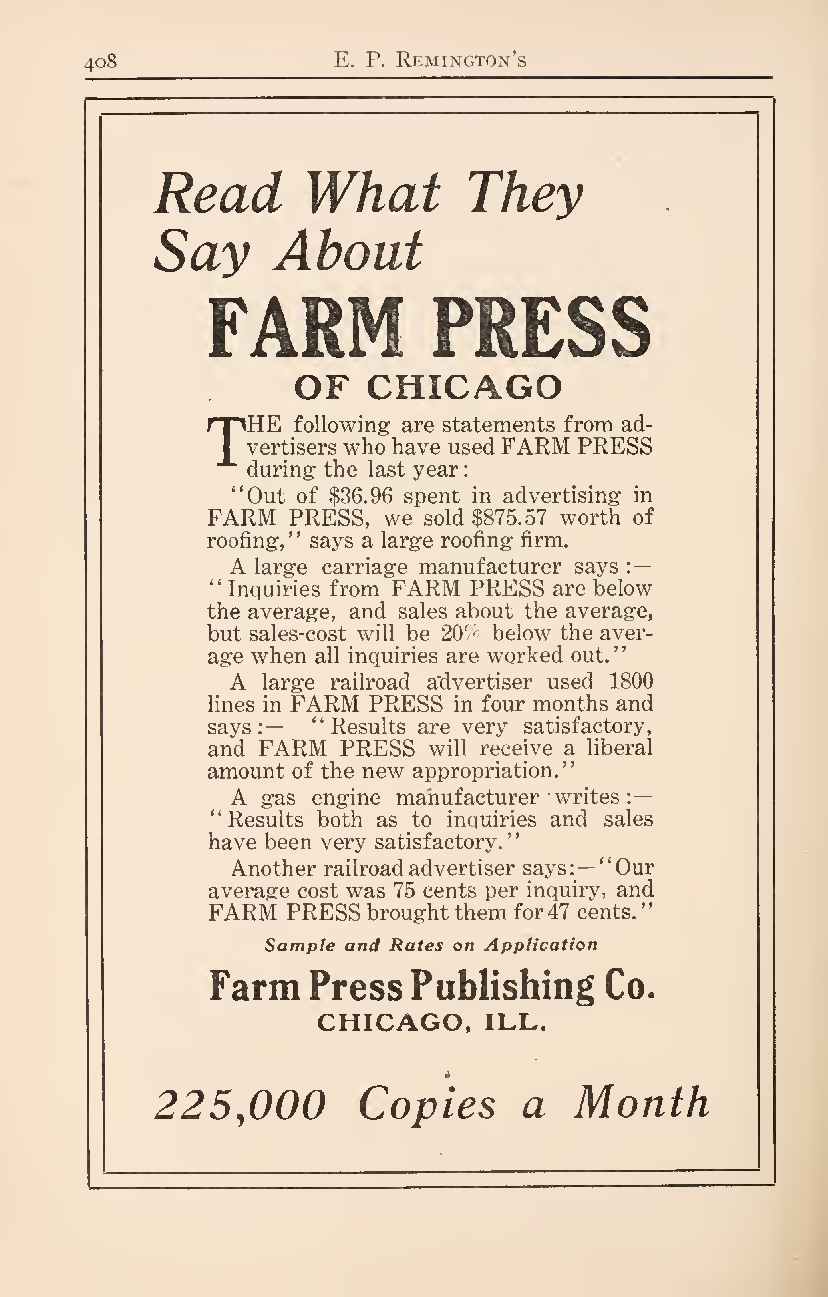 408
E. P. Remington's
Read What They
Say About
FARM PRESS
OF CHICAGO
THE following are statements from ad-
vertisers who have used FARM PRESS
during the last year:
"Out of $36.96 spent in advertising in
FARM PRESS, we sold $875.57 worth of
roofing," says a large roofing firm.
A large carriage manufacturer says:—
"Inquiries from FARM PRESS are below
the average, and sales about the average,
but sales-cost will be 20% below the aver-
age when all inquiries are worked out."
A large railroad advertiser used 1800
lines in FARM PRESS in four months and
says:— "Results are very satisfactory,
and FARM PRESS will receive a liberal
amount of the new appropriation."
A gas engine manufacturer writes:—
"Results both as to inquiries and sales
have been very satisfactory."
Another railroad advertiser says:—"Our
average cost was 75 cents per inquiry, and
FARM PRESS brought them for 47 cents."
Sample and Rates on Application
Farm Press Publishing Co.
CHICAGO, ILL.
225,000 Copies a Month